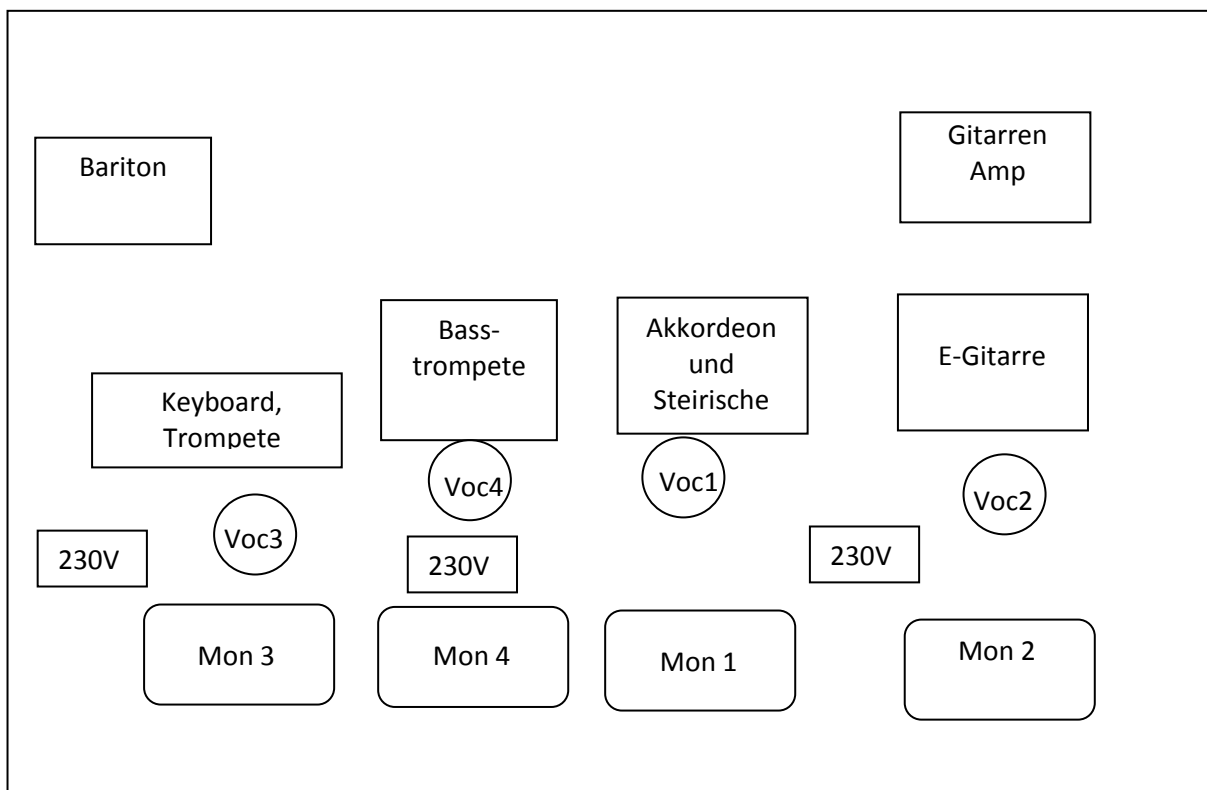 Bariton
Gitarren
Amp
Bass-
trompete
Akkordeon
und
Steirische
E-Gitarre
Keyboard,
Trompete
Voc4
Voc1
Voc2
Voc3
230V
230V
230V
Mon 3
Mon 4
Mon 1
Mon 2